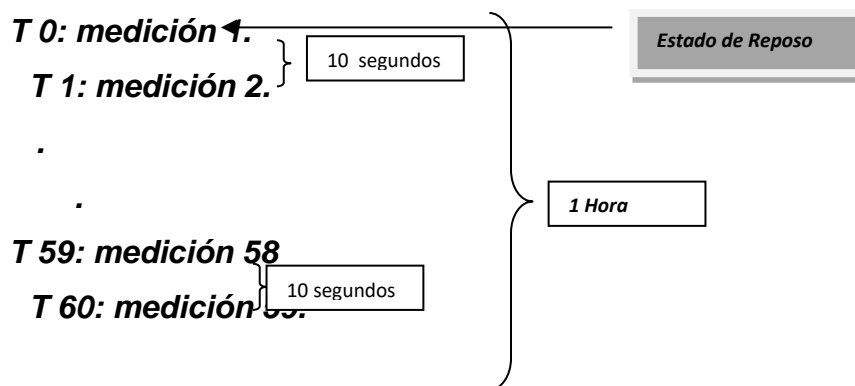 T 0: medición 1.
Estado de Reposo
10 segundos
T 1: medición 2.
.
.
1 Hora
T 59: medición 58
10 segundos
T 60: medición